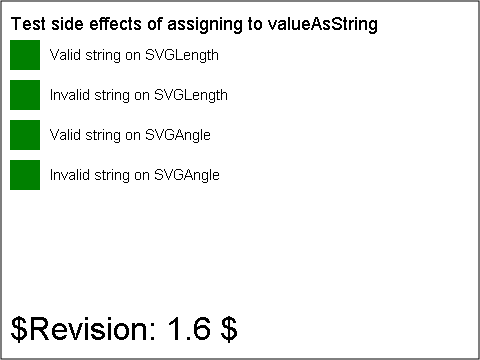 Test side effects of assigning to valueAsString
Valid string on SVGLength
Invalid string on SVGLength
Valid string on SVGAngle
Invalid string on SVGAngle
$Revision: 1.6 $